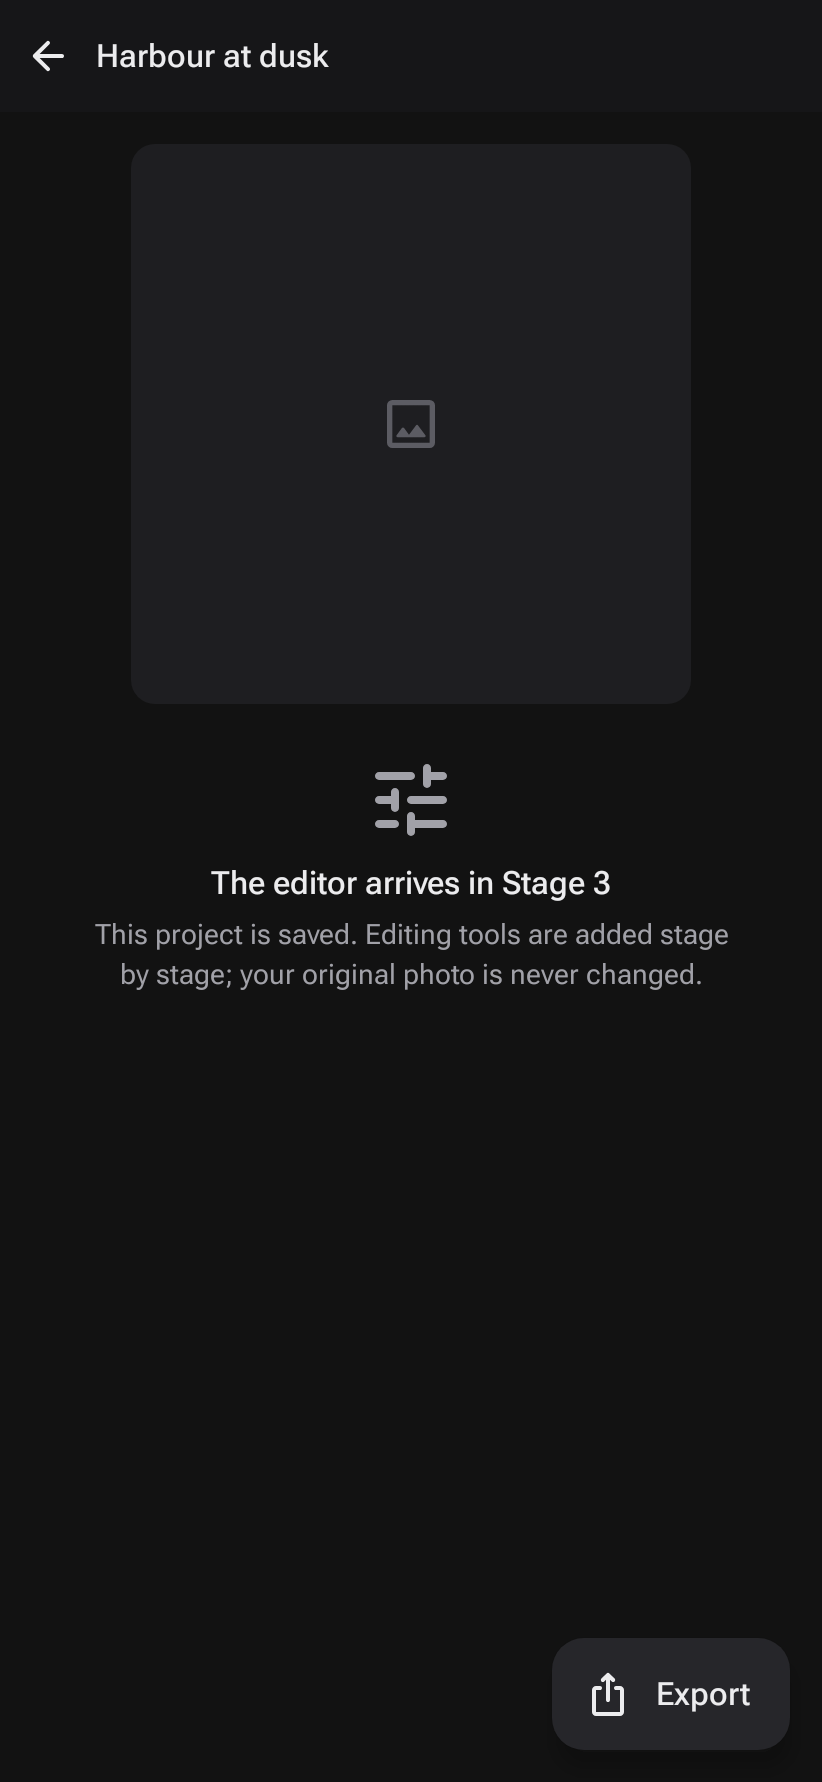 Harbour at dusk
The editor arrives in Stage 3
This project is saved. Editing tools are added stage
by stage; your original photo is never changed.
Export